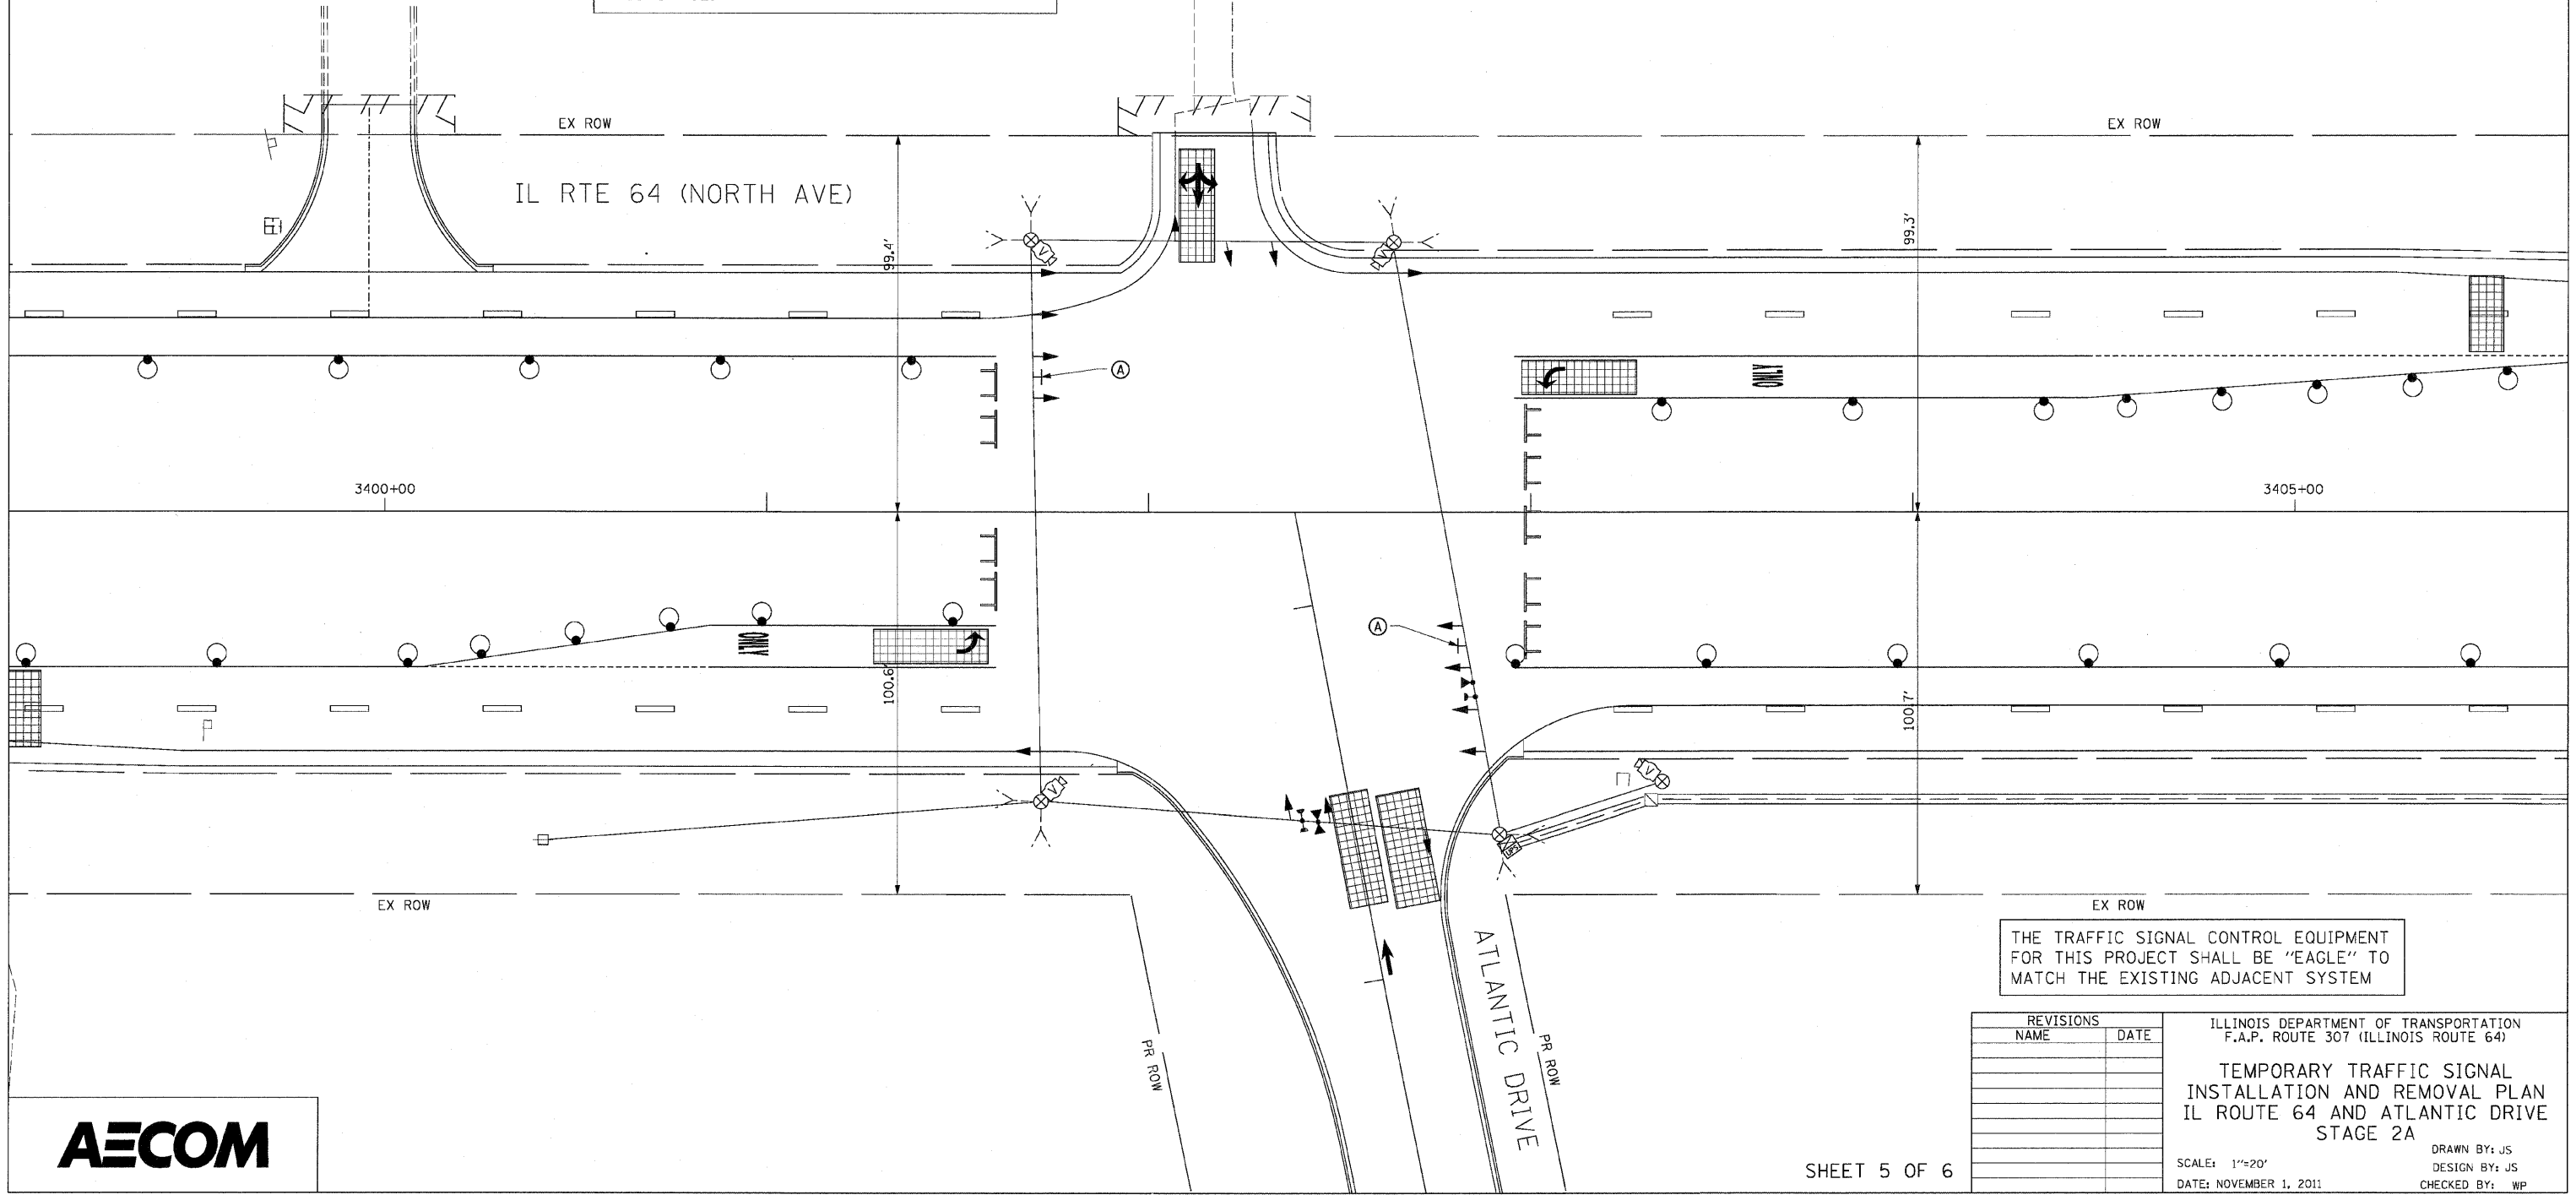 EX ROW
EX ROW
IL RTE 64 (NORTH AVE)
99.4'
99.3'
V
V
A
ONLY
3400+00
3405+00
ONLY
A
100.6'
100.7'
V
V
UPS
EX ROW
EX ROW
THE TRAFFIC SIGNAL CONTROL EQUIPMENT
FOR THIS PROJECT SHALL BE "EAGLE" TO
MATCH THE EXISTING ADJACENT SYSTEM
ATLANTIC DRIVE
PR ROW
PR ROW
REVISIONS
NAME DATE
ILLINOIS DEPARTMENT OF TRANSPORTATION
F.A.P. ROUTE 307 (ILLINOIS ROUTE 64)
TEMPORARY TRAFFIC SIGNAL
INSTALLATION AND REMOVAL PLAN
IL ROUTE 64 AND ATLANTIC DRIVE
STAGE 2A
SCALE: 1"=20'
DATE: NOVEMBER 1, 2011
DRAWN BY: JS
DESIGN BY: JS
CHECKED BY: WP
SHEET 5 OF 6
AECOM